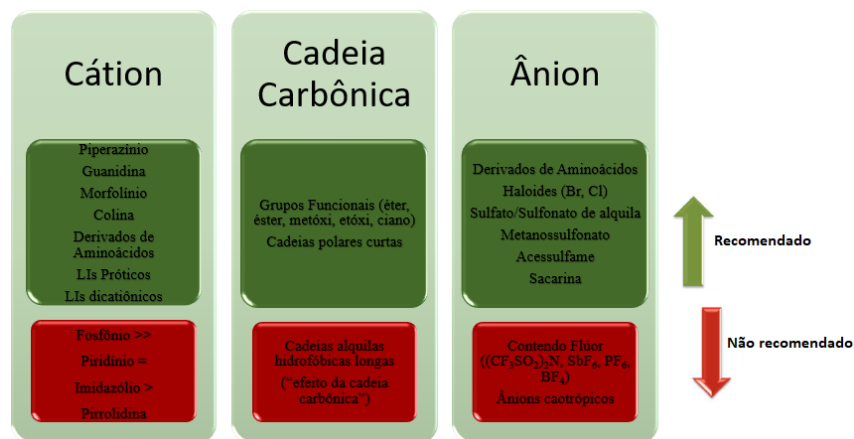 Cátion
Piperazínio
Guanidina
Morfolínio
Colina
Derivados de
Aminoácidos
LIs Próticos
LIs dicatiônicos
Fosfônio >>
Piridínio =
Imidazólio >
Pirrolidina
Cadeia
Carbônica
Grupos Funcionais (éter,
éster, metóxi, etóxi, ciano)
Cadeias polares curtas
Cadeias alquilas
hidrofóbicas longas
("efeito da cadeia
carbônica")
Ânion
Derivados de Aminoácidos
Haloides (Br, Cl)
Sulfato/Sulfonato de alquila
Metanossulfonato
Acessulfame
Sacarina
Contendo Flúor
((CF₃SO₂)₂N, SbF₆, PF₆,
BF₄)
Ânions caotrópicos
Recomendado
Não recomendado